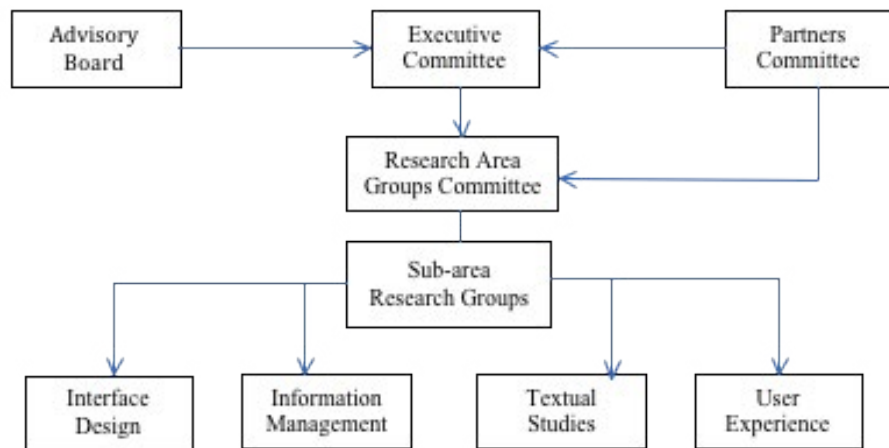 Advisory
Board
Executive
Committee
Partners
Committee
Research Area
Groups Committee
Sub-area
Research Groups
Interface
Design
Information
Management
Textual
Studies
User
Experience